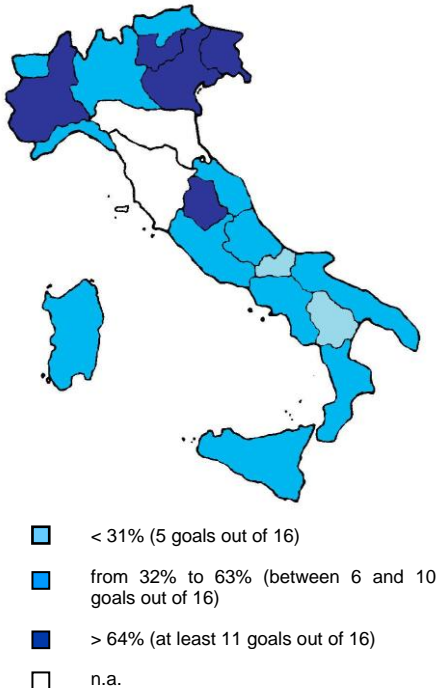 < 31% (5 goals out of 16)
from 32% to 63% (between 6 and 10
goals out of 16)
> 64% (at least 11 goals out of 16)
n.a.